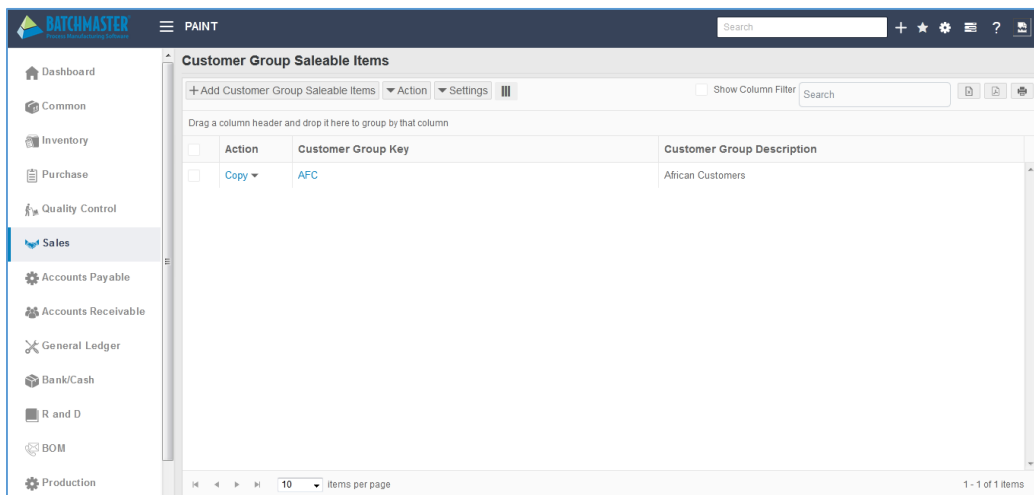 BATCHMASTER
Process Manufacturing Software
PAINT
Search
Dashboard
Common
Inventory
Purchase
Quality Control
Sales
Accounts Payable
Accounts Receivable
General Ledger
Bank/Cash
R and D
BOM
Production
Customer Group Saleable Items
+Add Customer Group Saleable Items Action Settings Show Column Filter Search
Drag a column header and drop it here to group by that column
Action Customer Group Key Customer Group Description
Copy AFC African Customers
10 items per page 1 - 1 of 1 items